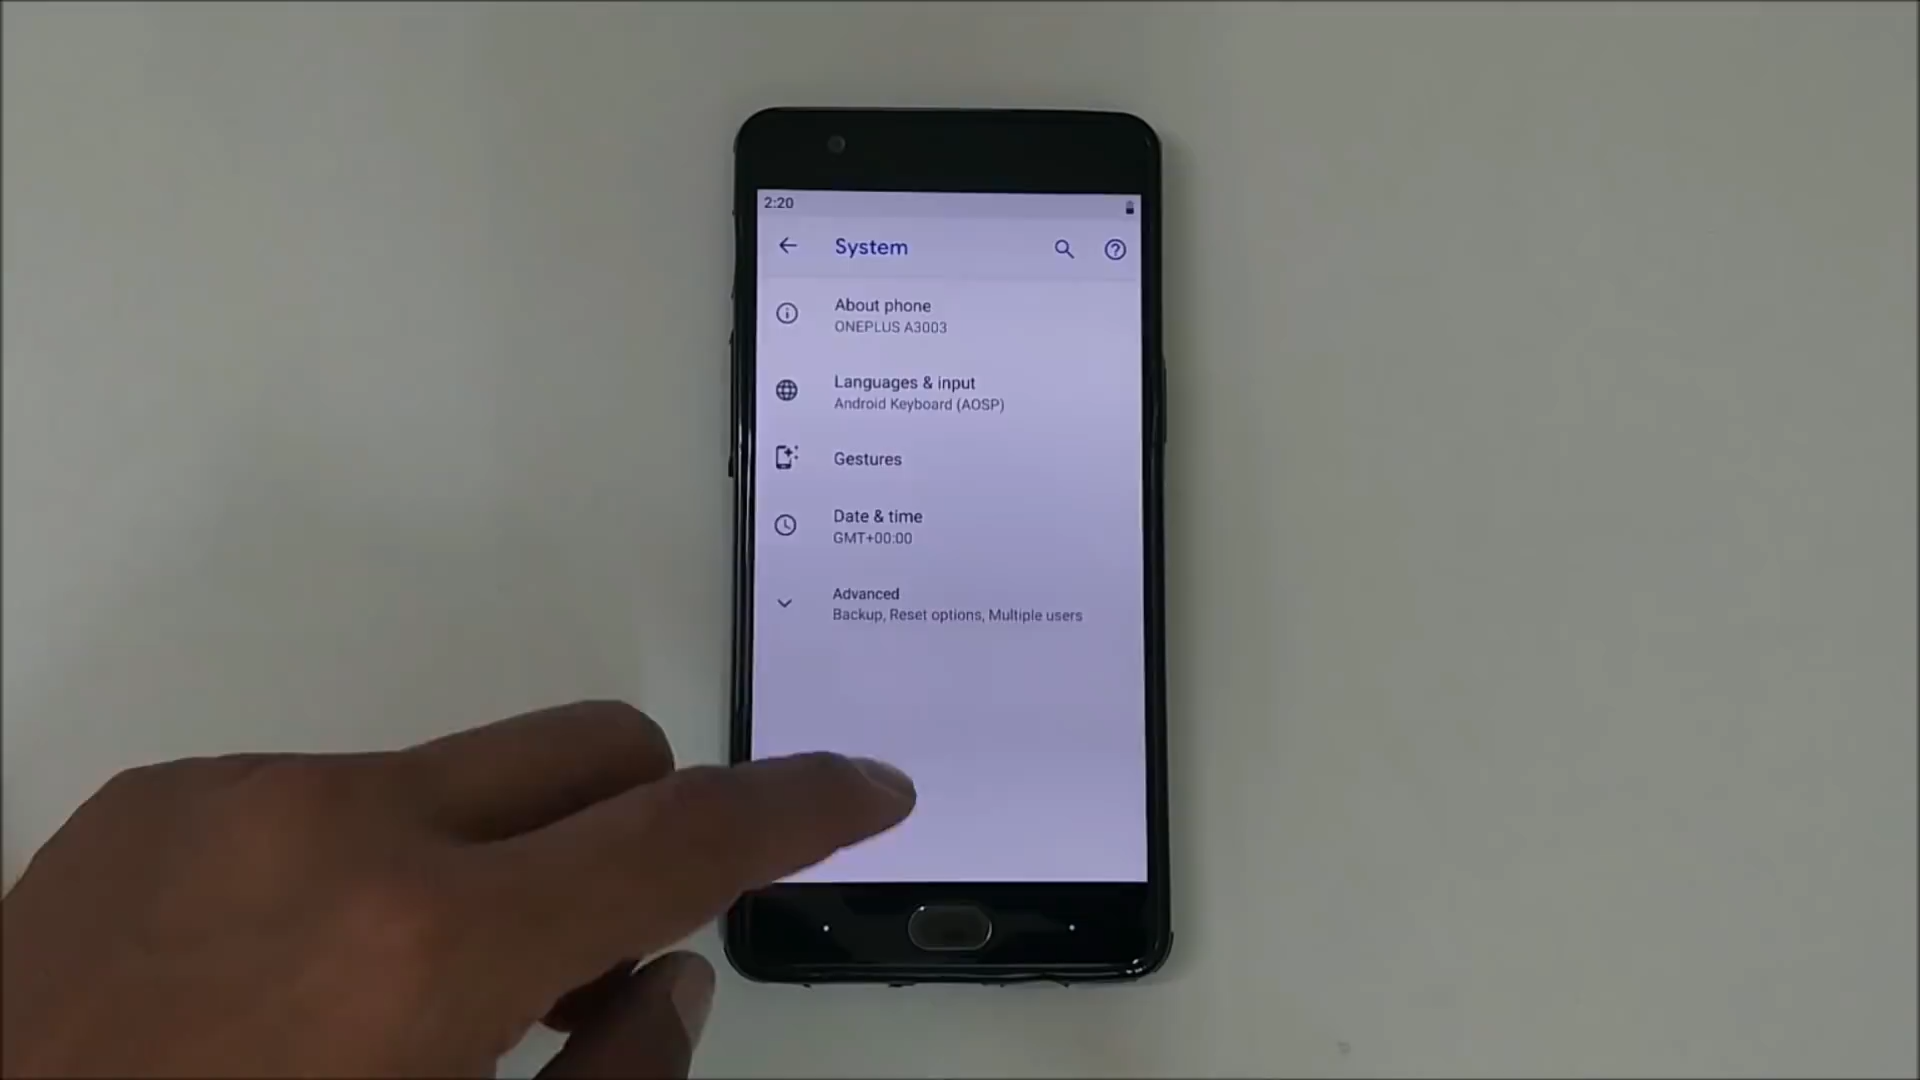 2:20
System
About phone
ONEPLUS A3003
Languages & input
Android Keyboard (AOSP)
Gestures
Date & time
GMT+00:00
Advanced
Backup, Reset options, Multiple users